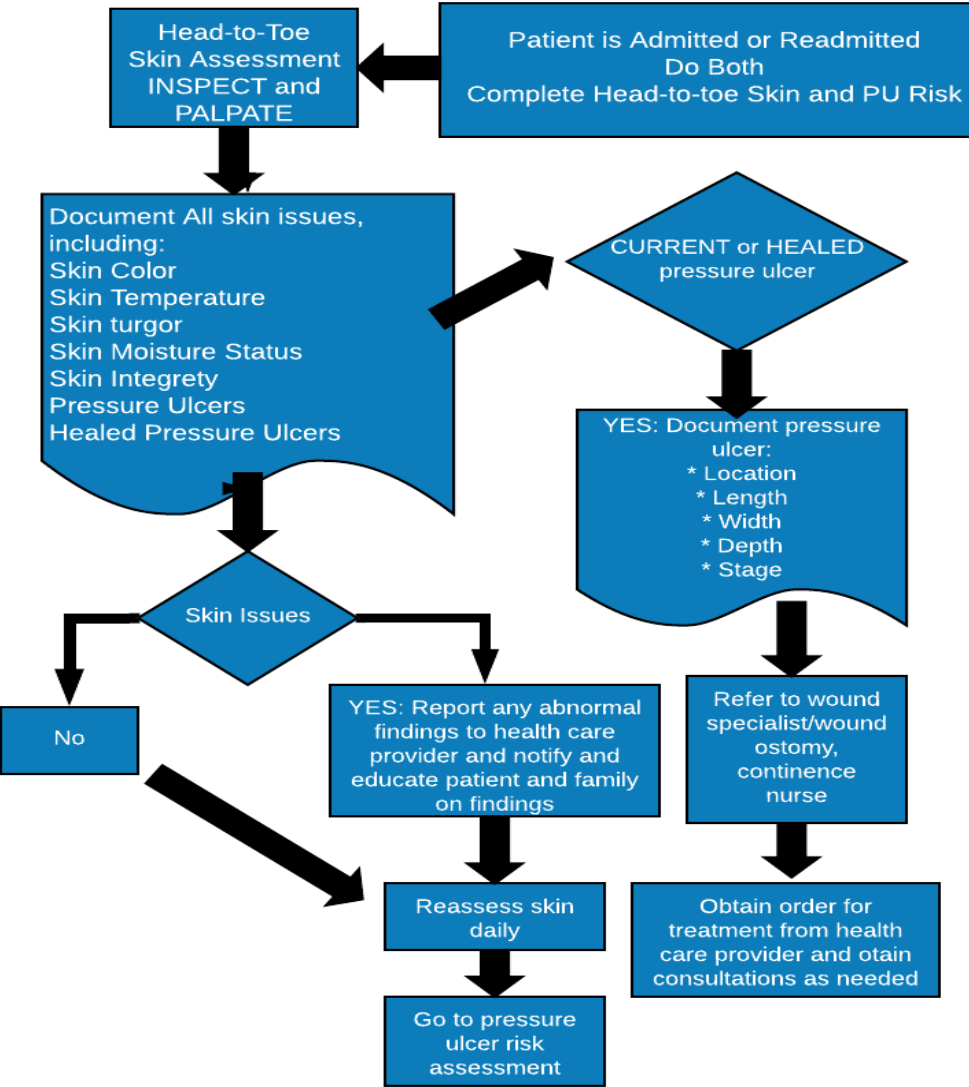 Patient is Admitted or Readmitted
Do Both
Complete Head-to-toe Skin and PU Risk
Head-to-Toe
Skin Assessment
INSPECT and
PALPATE
Document All skin issues,
including:
Skin Color
Skin Temperature
Skin turgor
Skin Moisture Status
Skin Integrety
Pressure Ulcers
Healed Pressure Ulcers
CURRENT or HEALED
pressure ulcer
YES: Document pressure
ulcer:
* Location
* Length
* Width
* Depth
* Stage
Skin Issues
No
YES: Report any abnormal
findings to health care
provider and notify and
educate patient and family
on findings
Refer to wound
specialist/wound
ostomy,
continence
nurse
Reassess skin
daily
Obtain order for
treatment from health
care provider and otain
consultations as needed
Go to pressure
ulcer risk
assessment